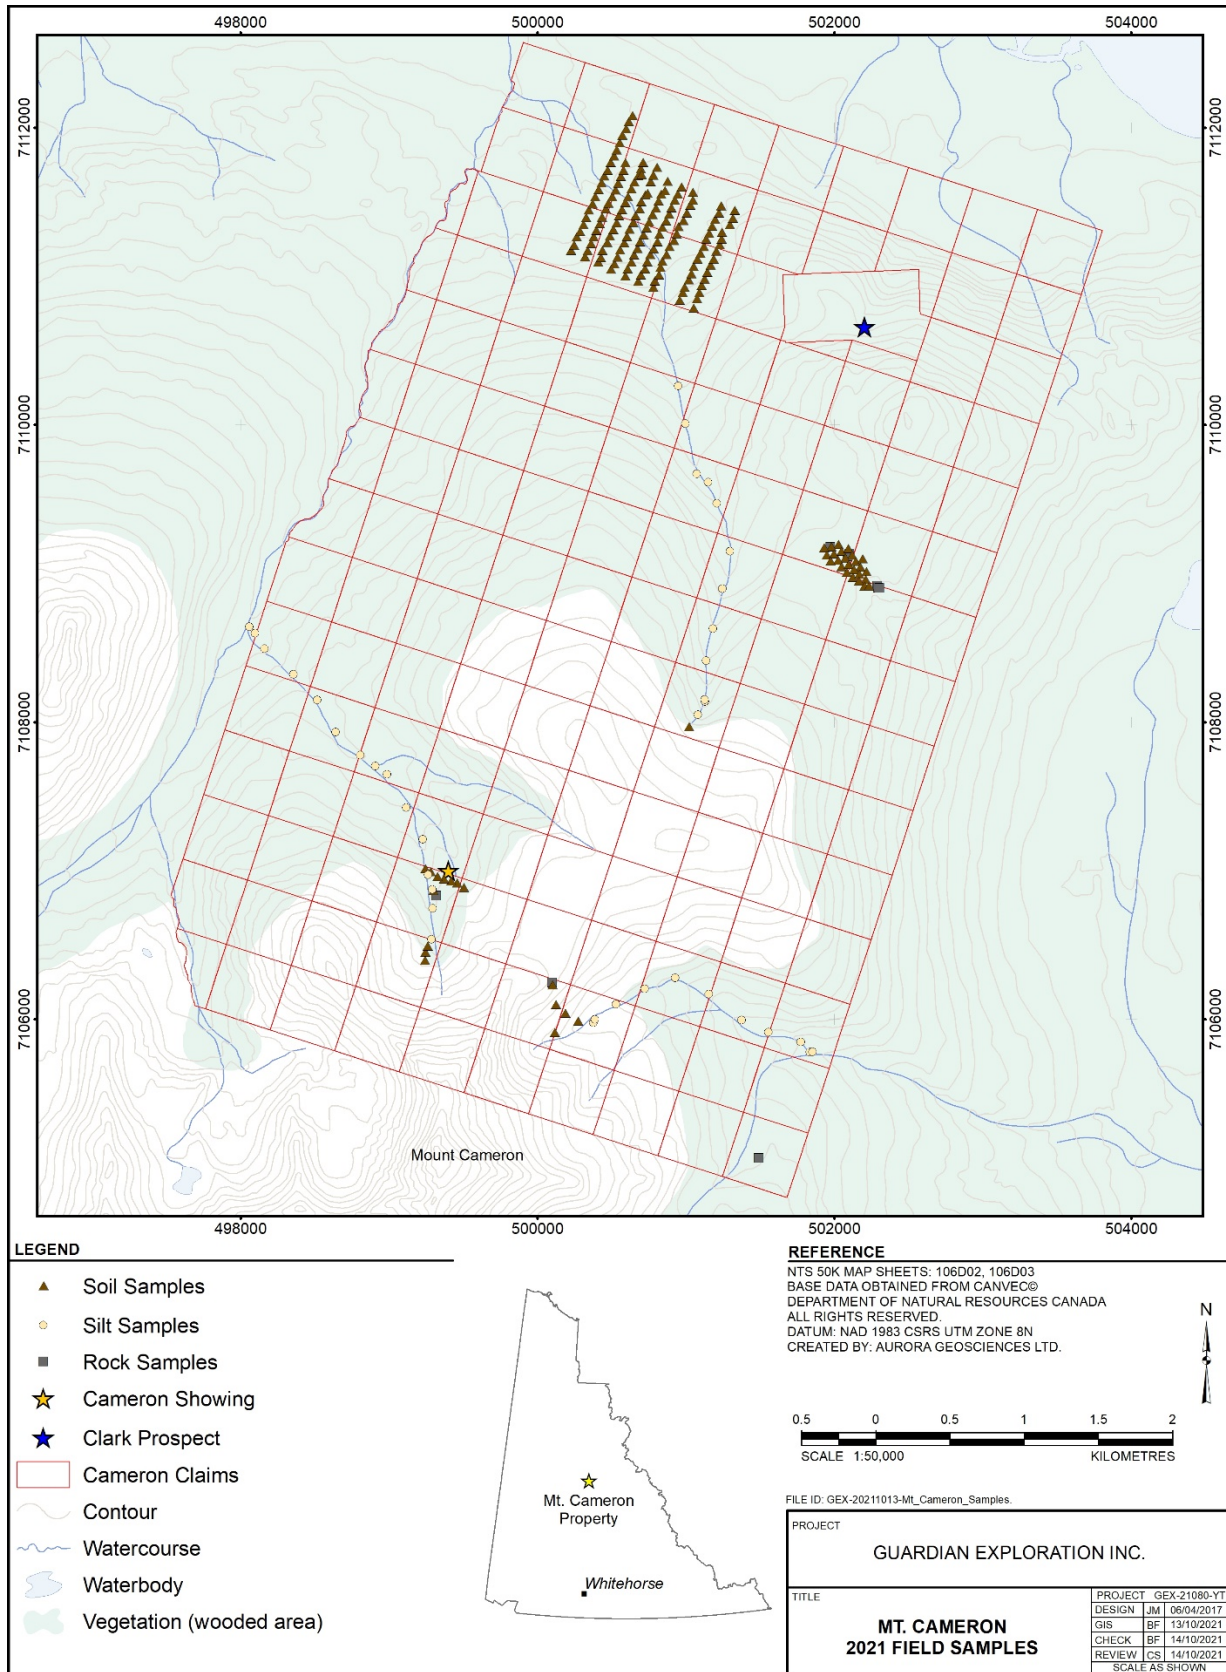 498000 500000 502000 504000
7112000 7112000
7110000 7110000
7108000 7108000
7106000 7106000
Mount Cameron
498000 500000 502000 504000
LEGEND
Soil Samples
Silt Samples
Rock Samples
Cameron Showing
Clark Prospect
Cameron Claims
Contour
Watercourse
Waterbody
Vegetation (wooded area)
Mt. Cameron
Property
Whitehorse
REFERENCE
NTS 50K MAP SHEETS: 106D02, 106D03
BASE DATA OBTAINED FROM CANVEC©
DEPARTMENT OF NATURAL RESOURCES CANADA
ALL RIGHTS RESERVED.
DATUM: NAD 1983 CSRS UTM ZONE 8N
CREATED BY: AURORA GEOSCIENCES LTD.
N
0.5 0 0.5 1 1.5 2
SCALE 1:50,000 KILOMETRES
FILE ID: GEX-20211013-Mt_Cameron_Samples.
PROJECT
GUARDIAN EXPLORATION INC.
TITLE
MT. CAMERON
2021 FIELD SAMPLES
PROJECT GEX-21080-YT
DESIGN JM 06/04/2017
GIS BF 13/10/2021
CHECK BF 14/10/2021
REVIEW CS 14/10/2021
SCALE AS SHOWN